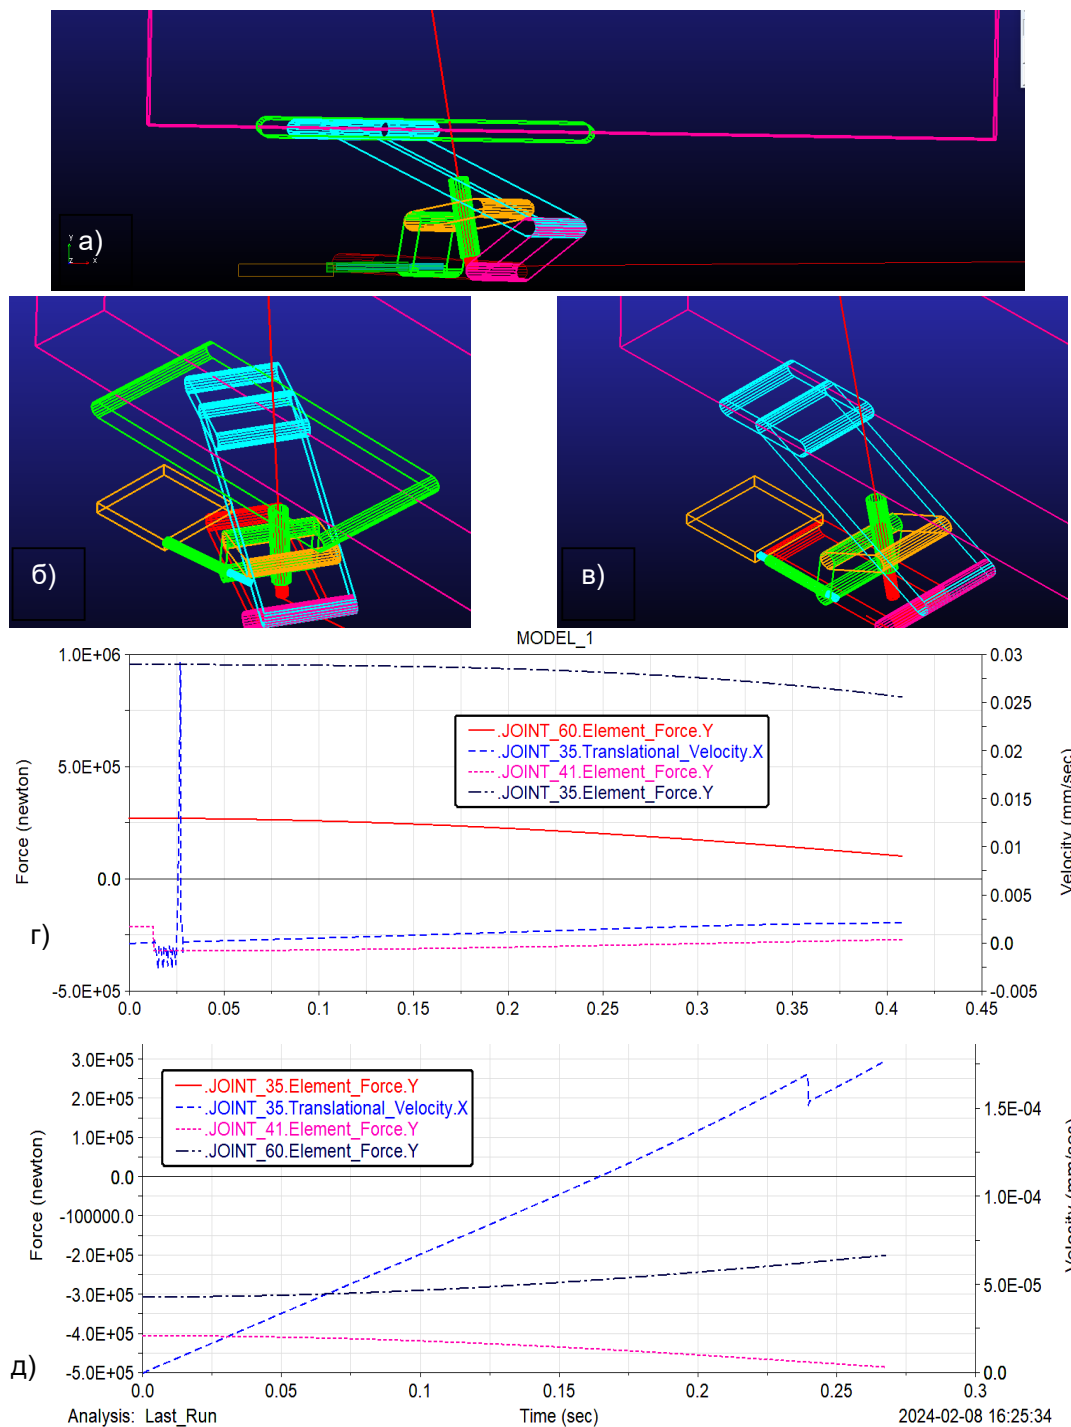 а)
Y
Z X
б)
в)
MODEL_1
1.0E+06
5.0E+05
0.0
-5.0E+05
Force (newton)
.JOINT_60.Element_Force.Y
.JOINT_35.Translational_Velocity.X
.JOINT_41.Element_Force.Y
.JOINT_35.Element_Force.Y
0.03
0.025
0.02
0.015
0.01
0.005
0.0
-0.005
Velocity (mm/sec)
г)
0.0 0.05 0.1 0.15 0.2 0.25 0.3 0.35 0.4 0.45
3.0E+05
2.0E+05
1.0E+05
0.0
-100000.0
-2.0E+05
-3.0E+05
-4.0E+05
-5.0E+05
Force (newton)
.JOINT_35.Element_Force.Y
.JOINT_35.Translational_Velocity.X
.JOINT_41.Element_Force.Y
.JOINT_60.Element_Force.Y
1.5E-04
1.0E-04
5.0E-05
0.0
Velocity (mm/sec)
д)
0.0 0.05 0.1 0.15 0.2 0.25 0.3
Analysis: Last_Run Time (sec) 2024-02-08 16:25:34